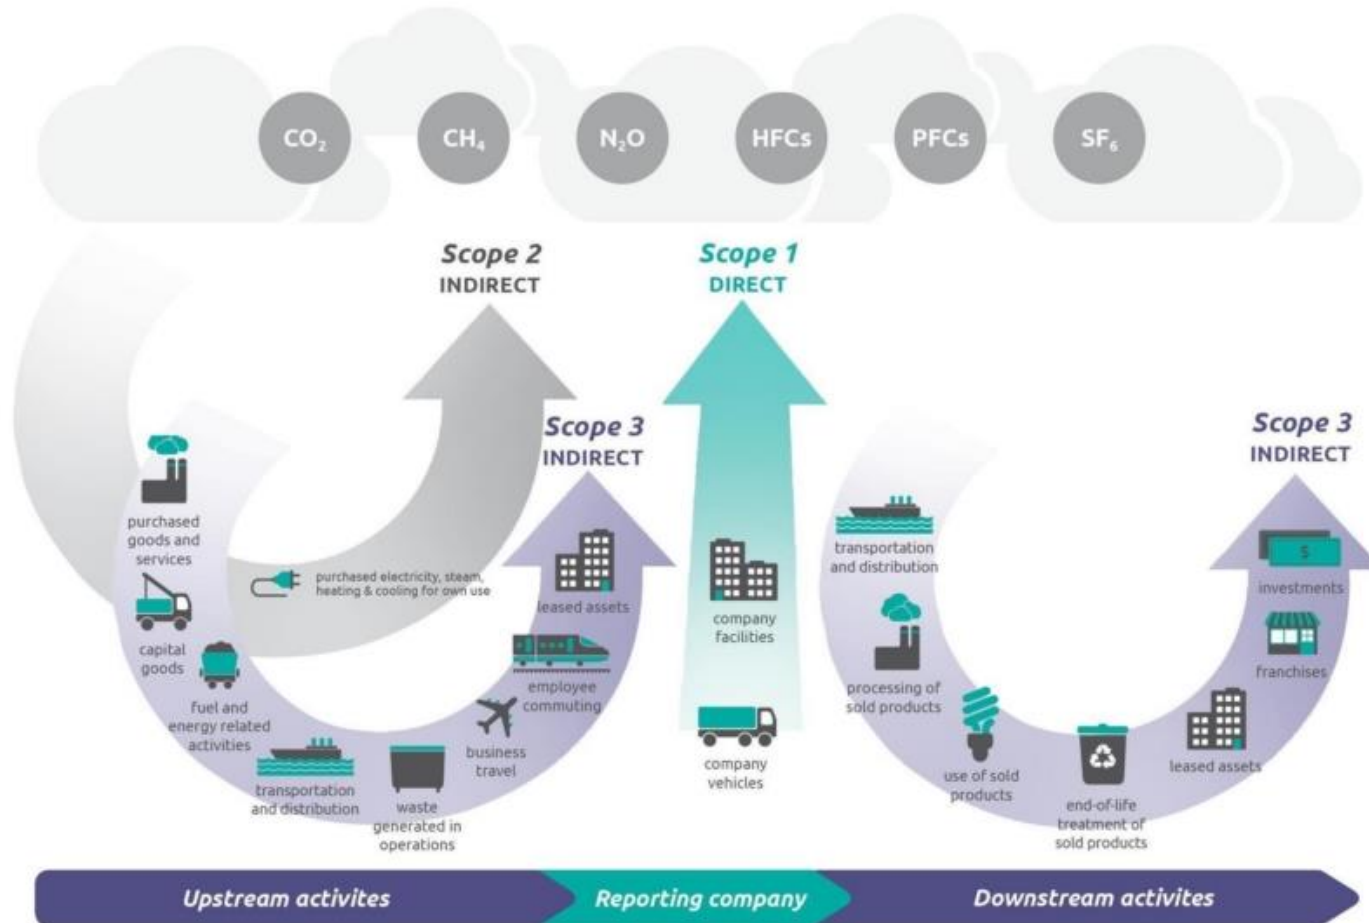 CO₂
CH₄
N₂O
HFCs
PFCs
SF₆
Scope 2
INDIRECT
Scope 1
DIRECT
Scope 3
INDIRECT
Scope 3
INDIRECT
purchased
goods and
services
capital
goods
fuel and
energy related
activities
purchased electricity, steam,
heating & cooling for own use
transportation
and distribution
waste
generated in
operations
business
travel
employee
commuting
leased assets
company
facilities
company
vehicles
transportation
and distribution
processing of
sold products
use of sold
products
end-of-life
treatment of
sold products
leased assets
franchises
$
investments
Upstream activites
Reporting company
Downstream activites